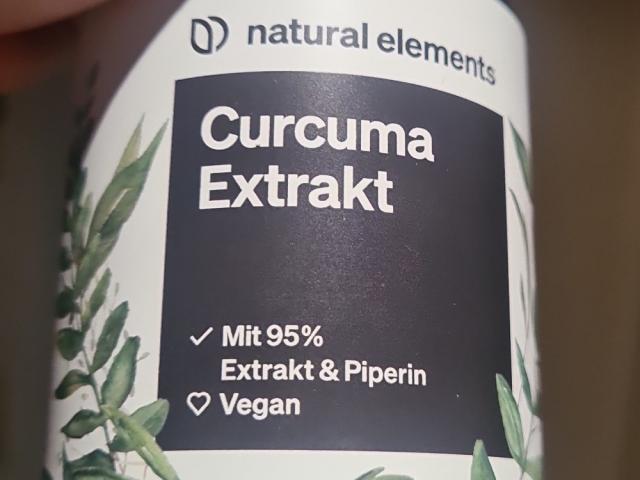 natural elements
Curcuma
Extrakt
Mit 95%
Extrakt & Piperin
Vegan